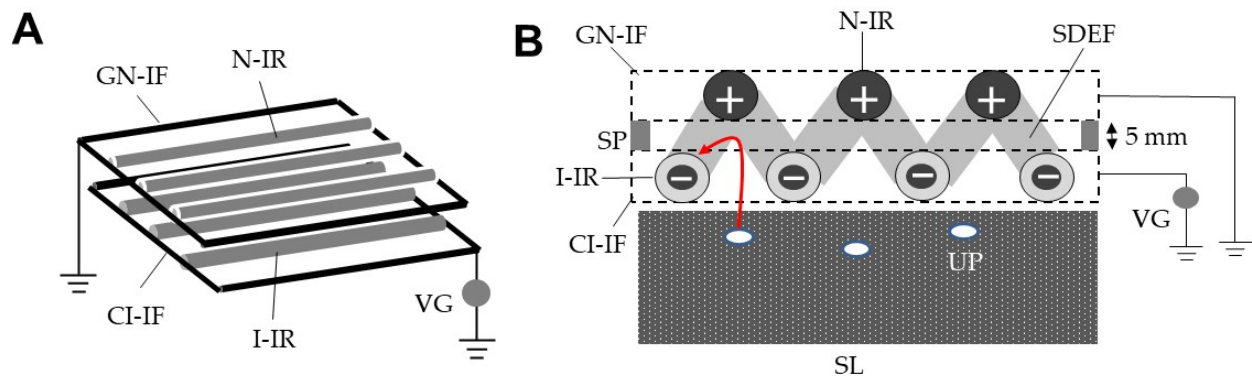 A
GN-IF
N-IR
CI-IF
I-IR
VG
B
GN-IF
N-IR
SDEF
+ + +
SP
5 mm
I-IR
− − − −
CI-IF
VG
UP
SL